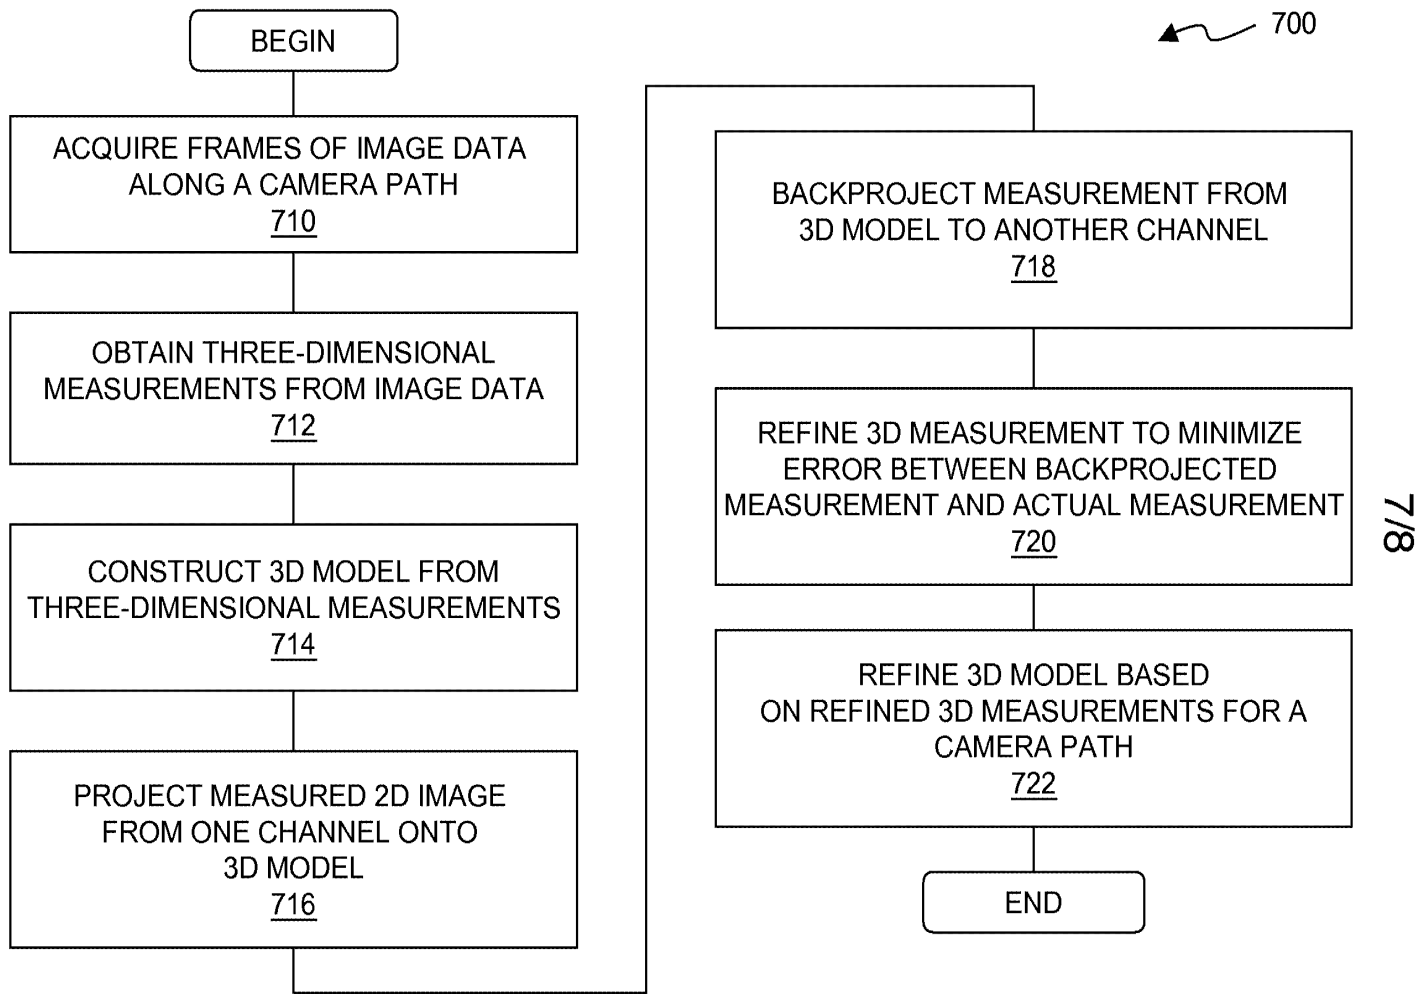 BEGIN
ACQUIRE FRAMES OF IMAGE DATA
ALONG A CAMERA PATH
710
OBTAIN THREE-DIMENSIONAL
MEASUREMENTS FROM IMAGE DATA
712
CONSTRUCT 3D MODEL FROM
THREE-DIMENSIONAL MEASUREMENTS
714
PROJECT MEASURED 2D IMAGE
FROM ONE CHANNEL ONTO
3D MODEL
716
700
BACKPROJECT MEASUREMENT FROM
3D MODEL TO ANOTHER CHANNEL
718
REFINE 3D MEASUREMENT TO MINIMIZE
ERROR BETWEEN BACKPROJECTED
MEASUREMENT AND ACTUAL MEASUREMENT
720
REFINE 3D MODEL BASED
ON REFINED 3D MEASUREMENTS FOR A
CAMERA PATH
722
END
7/8